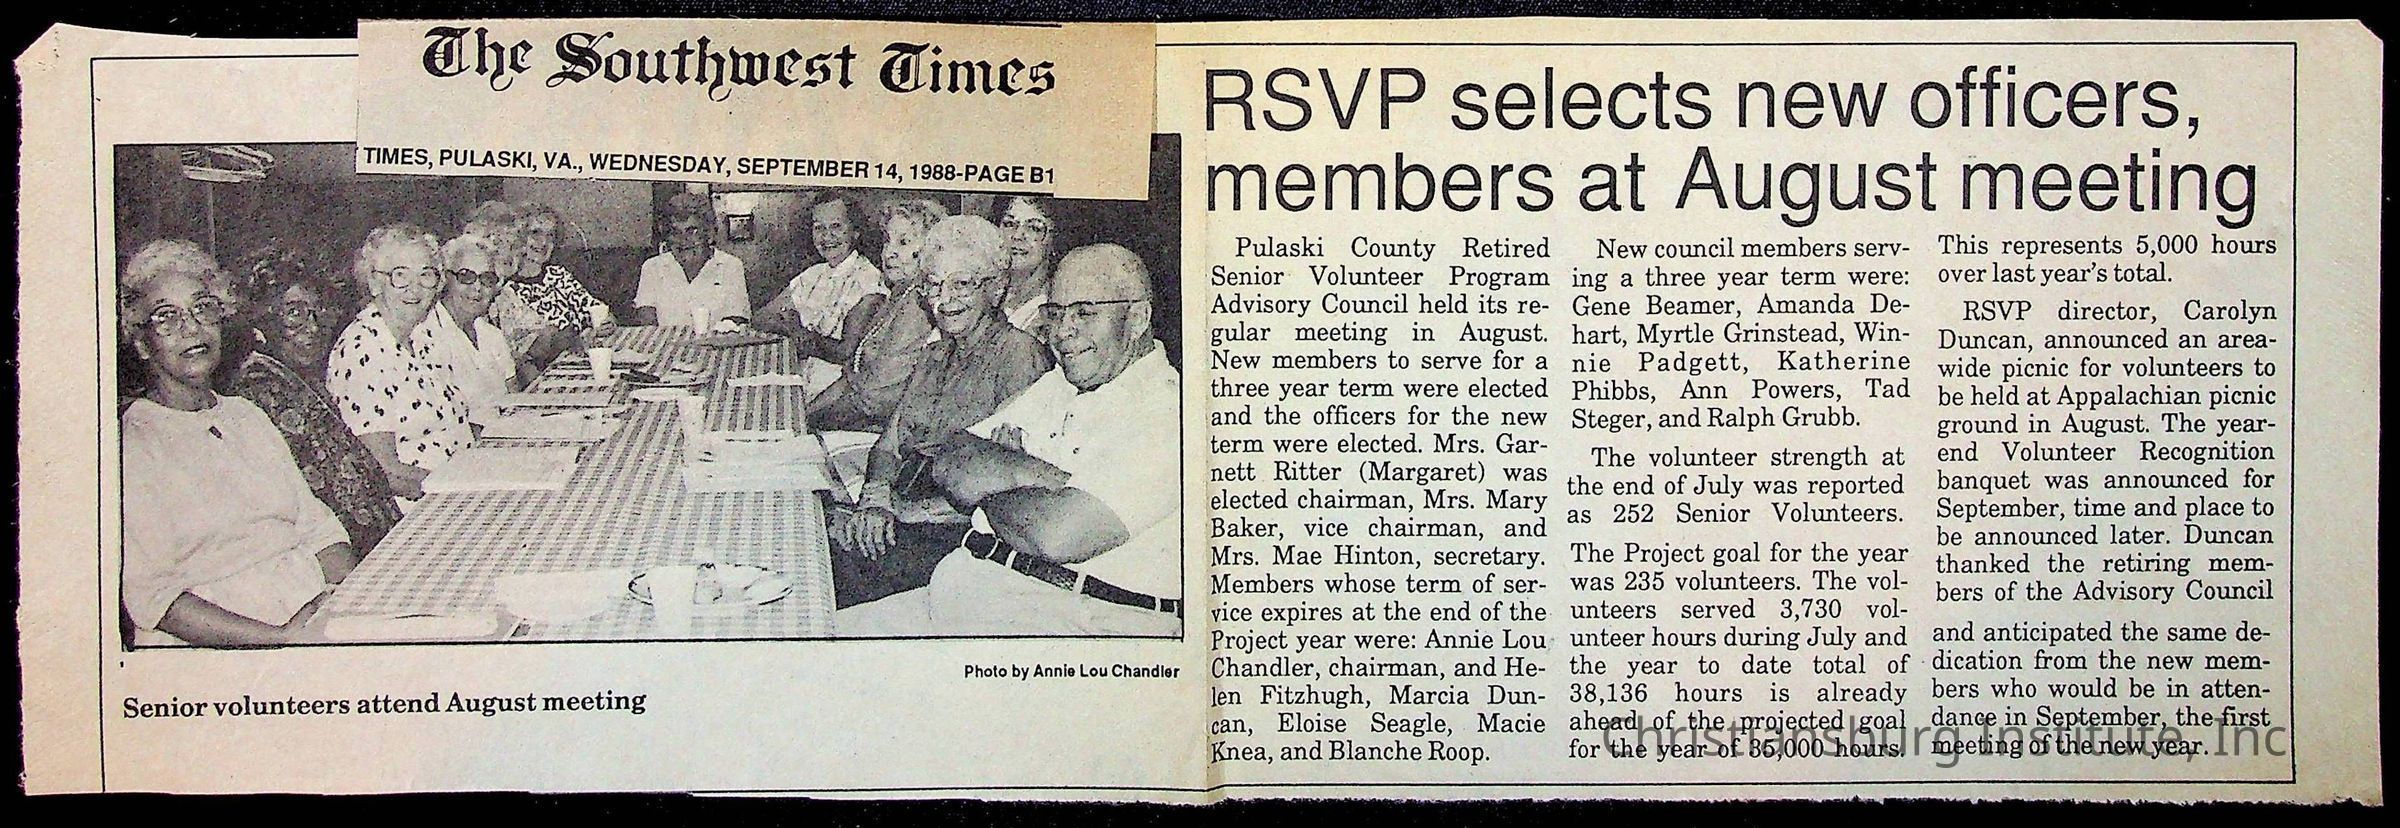 The Southwest Times
TIMES, PULASKI, VA., WEDNESDAY, SEPTEMBER 14, 1988-PAGE B1
Photo by Annie Lou Chandler
Senior volunteers attend August meeting
RSVP selects new officers,
members at August meeting
Pulaski County Retired
Senior Volunteer Program
Advisory Council held its re-
gular meeting in August.
New members to serve for a
three year term were elected
and the officers for the new
term were elected. Mrs. Gar-
nett Ritter (Margaret) was
elected chairman, Mrs. Mary
Baker, vice chairman, and
Mrs. Mae Hinton, secretary.
Members whose term of ser-
vice expires at the end of the
Project year were: Annie Lou
Chandler, chairman, and He-
len Fitzhugh, Marcia Dun-
can, Eloise Seagle, Macie
Knea, and Blanche Roop.
New council members serv-
ing a three year term were:
Gene Beamer, Amanda De-
hart, Myrtle Grinstead, Win-
nie Padgett, Katherine
Phibbs, Ann Powers, Tad
Steger, and Ralph Grubb.
The volunteer strength at
the end of July was reported
as 252 Senior Volunteers.
The Project goal for the year
was 235 volunteers. The vol-
unteers served 3,730 vol-
unteer hours during July and
the year to date total of
38,136 hours is already
ahead of the projected goal
for the year of 35,000 hours.
This represents 5,000 hours
over last year's total.
RSVP director, Carolyn
Duncan, announced an area-
wide picnic for volunteers to
be held at Appalachian picnic
ground in August. The year-
end Volunteer Recognition
banquet was announced for
September, time and place to
be announced later. Duncan
thanked the retiring mem-
bers of the Advisory Council
and anticipated the same de-
dication from the new mem-
bers who would be in atten-
dance in September, the first
meeting of the new year.
Christiansburg Institute, Inc